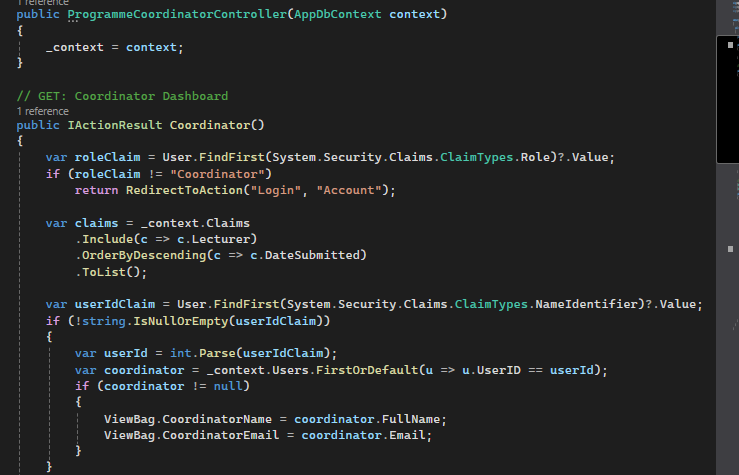 1 reference
public ProgrammeCoordinatorController(AppDbContext context)
{
    _context = context;
}

// GET: Coordinator Dashboard
1 reference
public IActionResult Coordinator()
{
    var roleClaim = User.FindFirst(System.Security.Claims.ClaimTypes.Role)?.Value;
    if (roleClaim != "Coordinator")
        return RedirectToAction("Login", "Account");

    var claims = _context.Claims
        .Include(c => c.Lecturer)
        .OrderByDescending(c => c.DateSubmitted)
        .ToList();

    var userIdClaim = User.FindFirst(System.Security.Claims.ClaimTypes.NameIdentifier)?.Value;
    if (!string.IsNullOrEmpty(userIdClaim))
    {
        var userId = int.Parse(userIdClaim);
        var coordinator = _context.Users.FirstOrDefault(u => u.UserID == userId);
        if (coordinator != null)
        {
            ViewBag.CoordinatorName = coordinator.FullName;
            ViewBag.CoordinatorEmail = coordinator.Email;
        }
    }